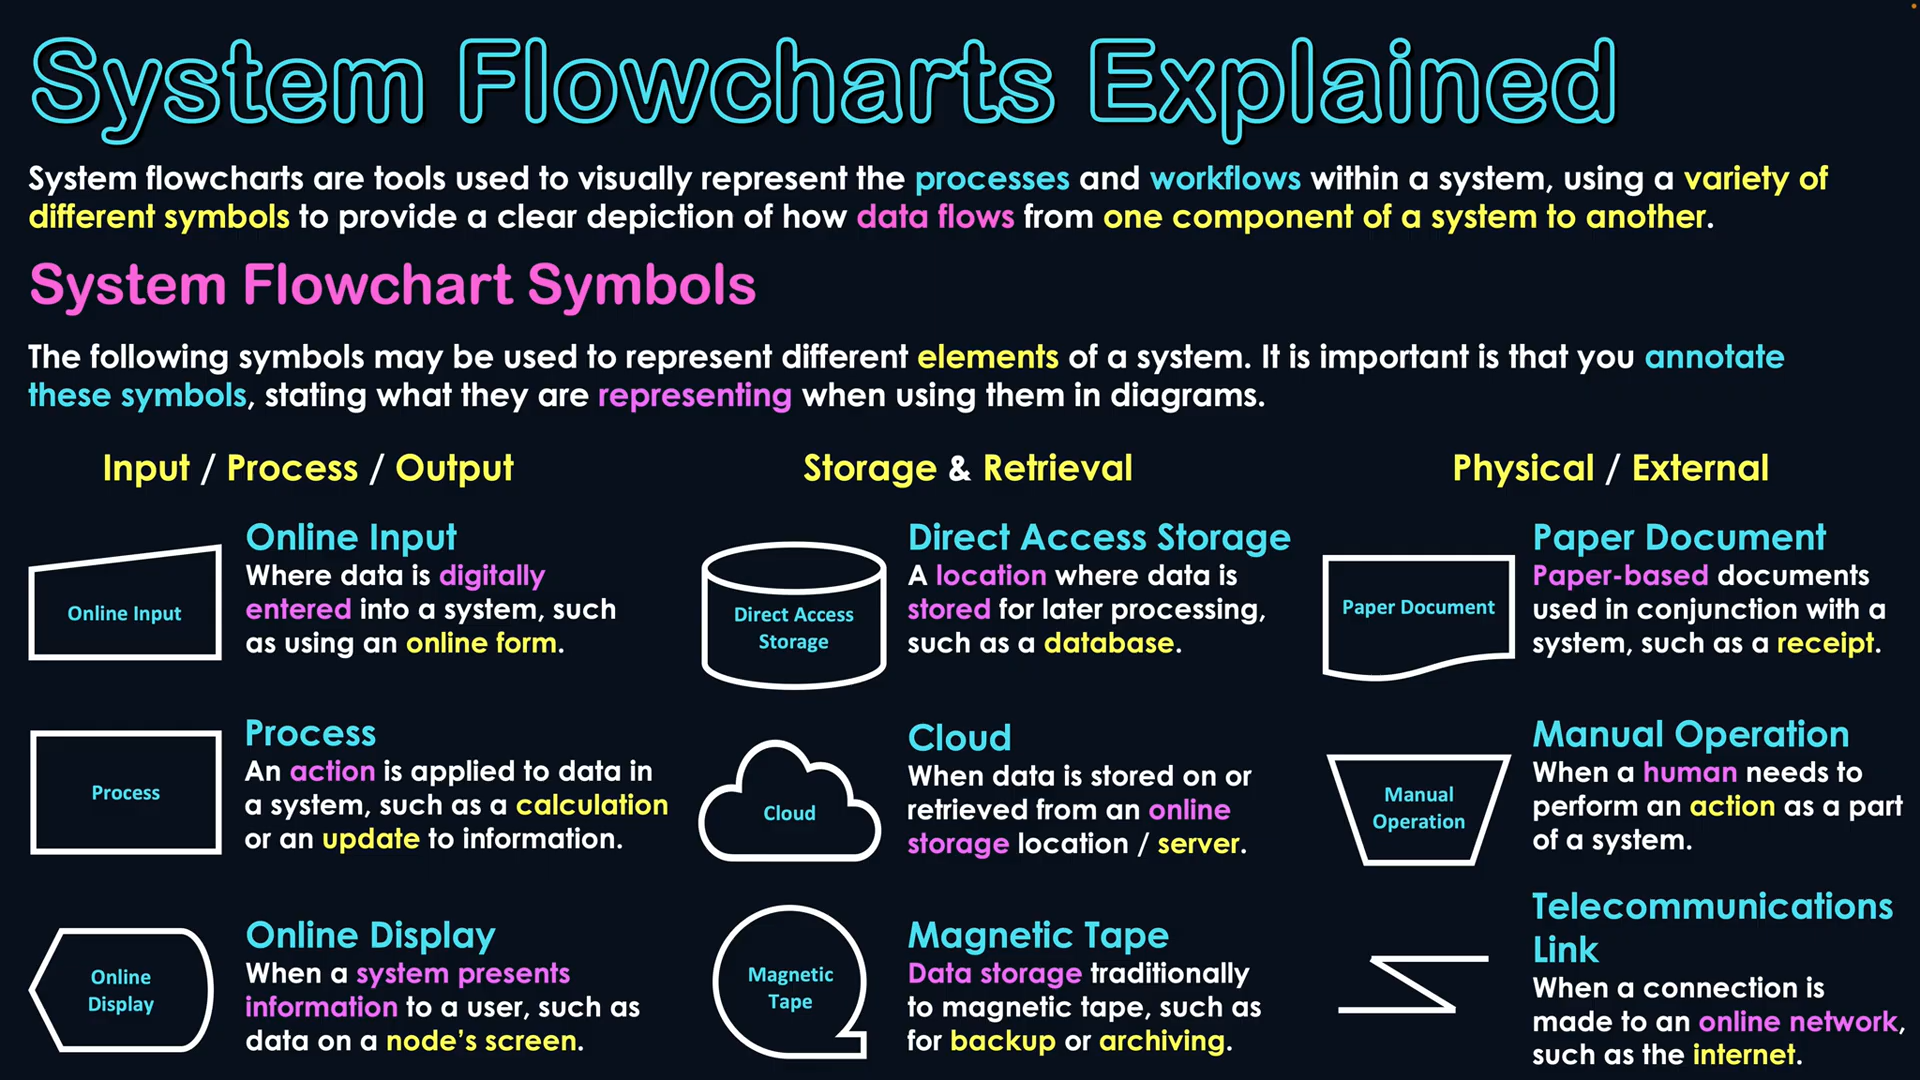 System Flowcharts Explained
System flowcharts are tools used to visually represent the processes and workflows within a system, using a variety of
different symbols to provide a clear depiction of how data flows from one component of a system to another.
System Flowchart Symbols
The following symbols may be used to represent different elements of a system. It is important is that you annotate
these symbols, stating what they are representing when using them in diagrams.
Input / Process / Output
Online Input
Online Input
Where data is digitally
entered into a system, such
as using an online form.
Process
Process
An action is applied to data in
a system, such as a calculation
or an update to information.
Online
Display
Online Display
When a system presents
information to a user, such as
data on a node's screen.
Storage & Retrieval
Direct Access
Storage
Direct Access Storage
A location where data is
stored for later processing,
such as a database.
Cloud
Cloud
When data is stored on or
retrieved from an online
storage location / server.
Magnetic
Tape
Magnetic Tape
Data storage traditionally
to magnetic tape, such as
for backup or archiving.
Physical / External
Paper Document
Paper Document
Paper-based documents
used in conjunction with a
system, such as a receipt.
Manual
Operation
Manual Operation
When a human needs to
perform an action as a part
of a system.
Telecommunications
Link
When a connection is
made to an online network,
such as the internet.